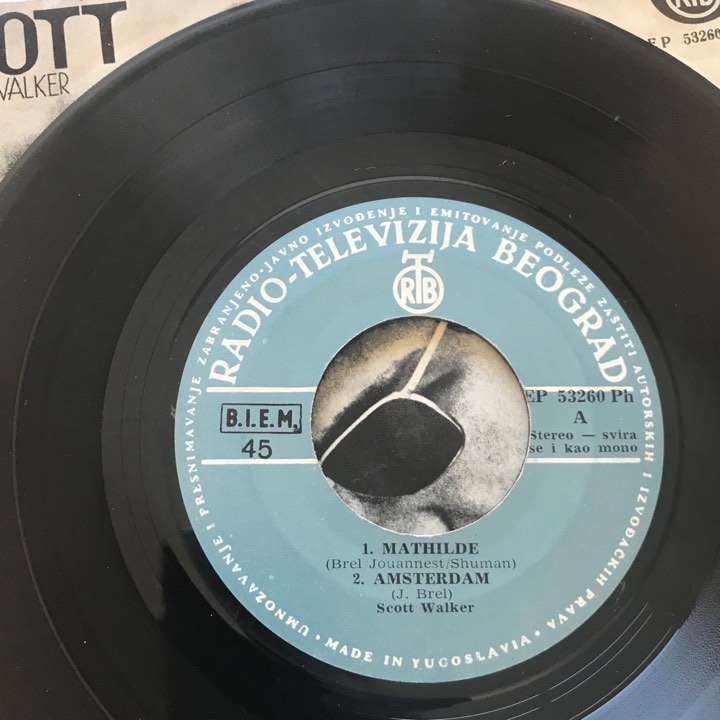 OTT
WALKER
RTB
EP 53260
UMNOŽAVANJE I PRESNIMAVANJE ZABRANJENO • JAVNO IZVOĐENJE I EMITOVANJE PODLEŽE ZAŠTITI AUTORSKIH I IZVOĐAČKIH PRAVA •
RADIO-TELEVIZIJA BEOGRAD
RTB
B.I.E.M.
45
EP 53260 Ph
A
Stereo — svira
se i kao mono
1. MATHILDE
(Brel Jouannest/Shuman)
2. AMSTERDAM
(J. Brel)
Scott Walker
• MADE IN YUGOSLAVIA •